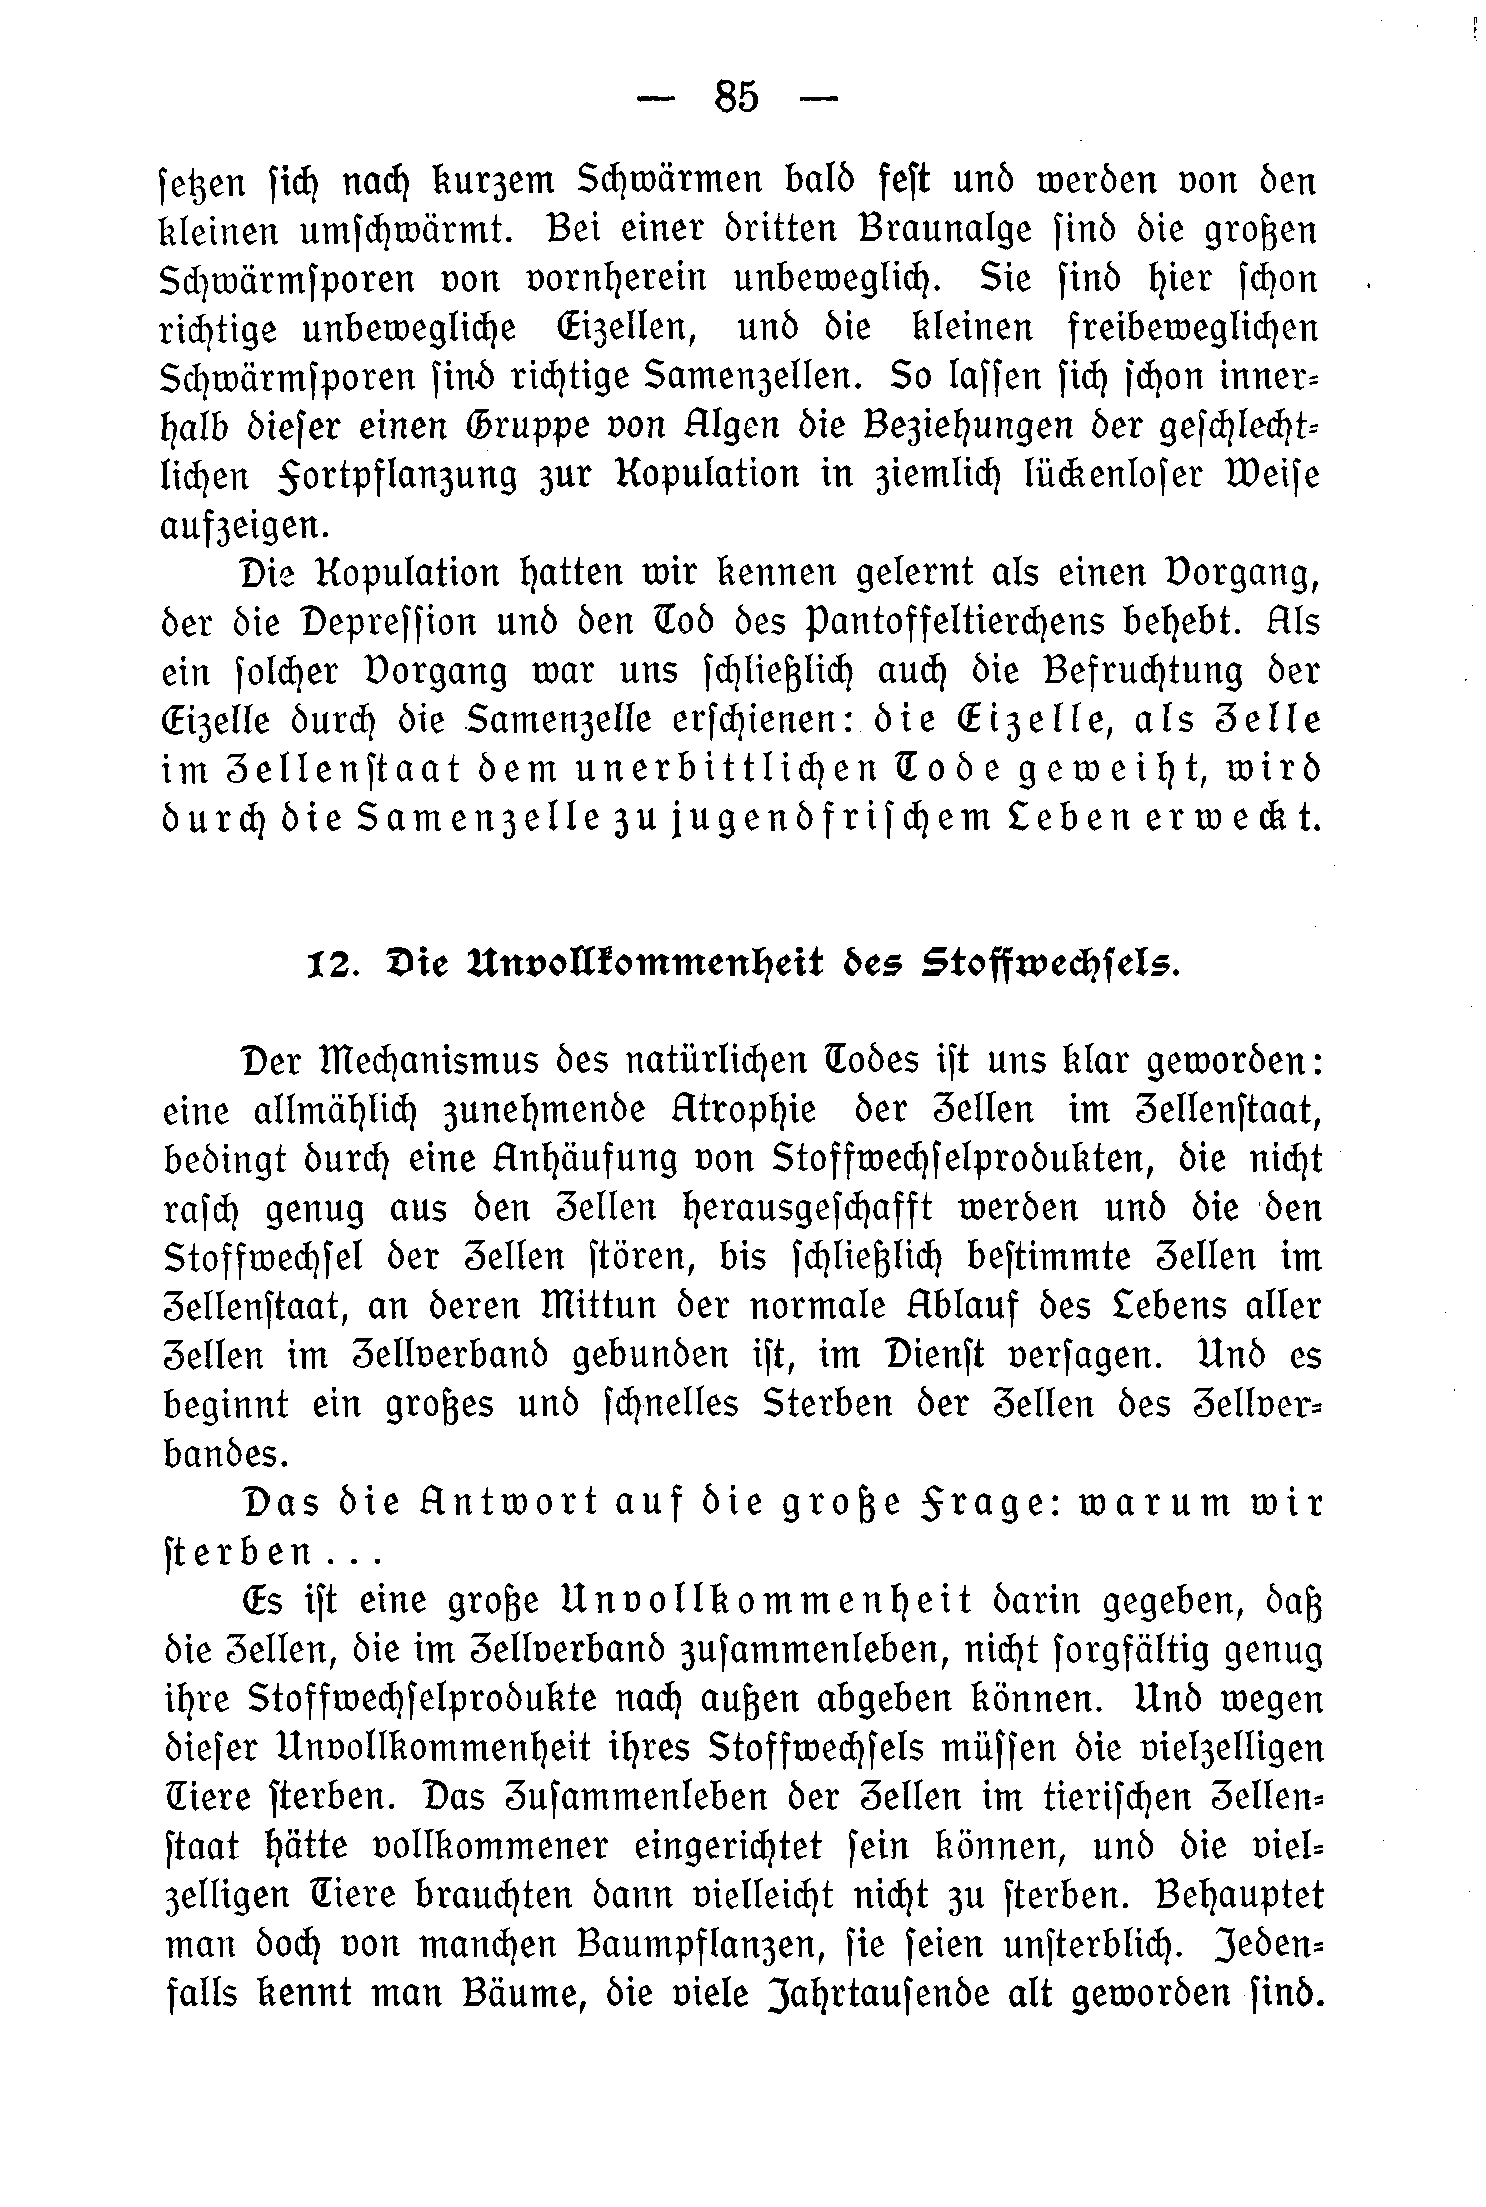 — 85 —
ſetzen ſich nach kurzem Schwärmen bald feſt und werden von den
kleinen umſchwärmt. Bei einer dritten Braunalge ſind die großen
Schwärmſporen von vornherein unbeweglich. Sie ſind hier ſchon
richtige unbewegliche Eizellen, und die kleinen freibeweglichen
Schwärmſporen ſind richtige Samenzellen. So laſſen ſich ſchon inner-
halb dieſer einen Gruppe von Algen die Beziehungen der geſchlecht-
lichen Fortpflanzung zur Kopulation in ziemlich lückenloſer Weiſe
aufzeigen.
Die Kopulation hatten wir kennen gelernt als einen Vorgang,
der die Depreſſion und den Tod des Pantoffeltierchens behebt. Als
ein ſolcher Vorgang war uns ſchließlich auch die Befruchtung der
Eizelle durch die Samenzelle erſchienen: die Eizelle, als Zelle
im Zellenſtaat dem unerbittlichen Tode geweiht, wird
durch die Samenzelle zu jugendfriſchem Leben erweckt.
12. Die Unvollkommenheit des Stoffwechſels.
Der Mechanismus des natürlichen Todes iſt uns klar geworden:
eine allmählich zunehmende Atrophie der Zellen im Zellenſtaat,
bedingt durch eine Anhäufung von Stoffwechſelprodukten, die nicht
raſch genug aus den Zellen herausgeſchafft werden und die den
Stoffwechſel der Zellen ſtören, bis ſchließlich beſtimmte Zellen im
Zellenſtaat, an deren Mittun der normale Ablauf des Lebens aller
Zellen im Zellverband gebunden iſt, im Dienſt verſagen. Und es
beginnt ein großes und ſchnelles Sterben der Zellen des Zellver-
bandes.
Das die Antwort auf die große Frage: warum wir
ſterben . . .
Es iſt eine große Unvollkommenheit darin gegeben, daß
die Zellen, die im Zellverband zuſammenleben, nicht ſorgfältig genug
ihre Stoffwechſelprodukte nach außen abgeben können. Und wegen
dieſer Unvollkommenheit ihres Stoffwechſels müſſen die vielzelligen
Tiere ſterben. Das Zuſammenleben der Zellen im tieriſchen Zellen-
ſtaat hätte vollkommener eingerichtet ſein können, und die viel-
zelligen Tiere brauchten dann vielleicht nicht zu ſterben. Behauptet
man doch von manchen Baumpflanzen, ſie ſeien unſterblich. Jeden-
falls kennt man Bäume, die viele Jahrtauſende alt geworden ſind.